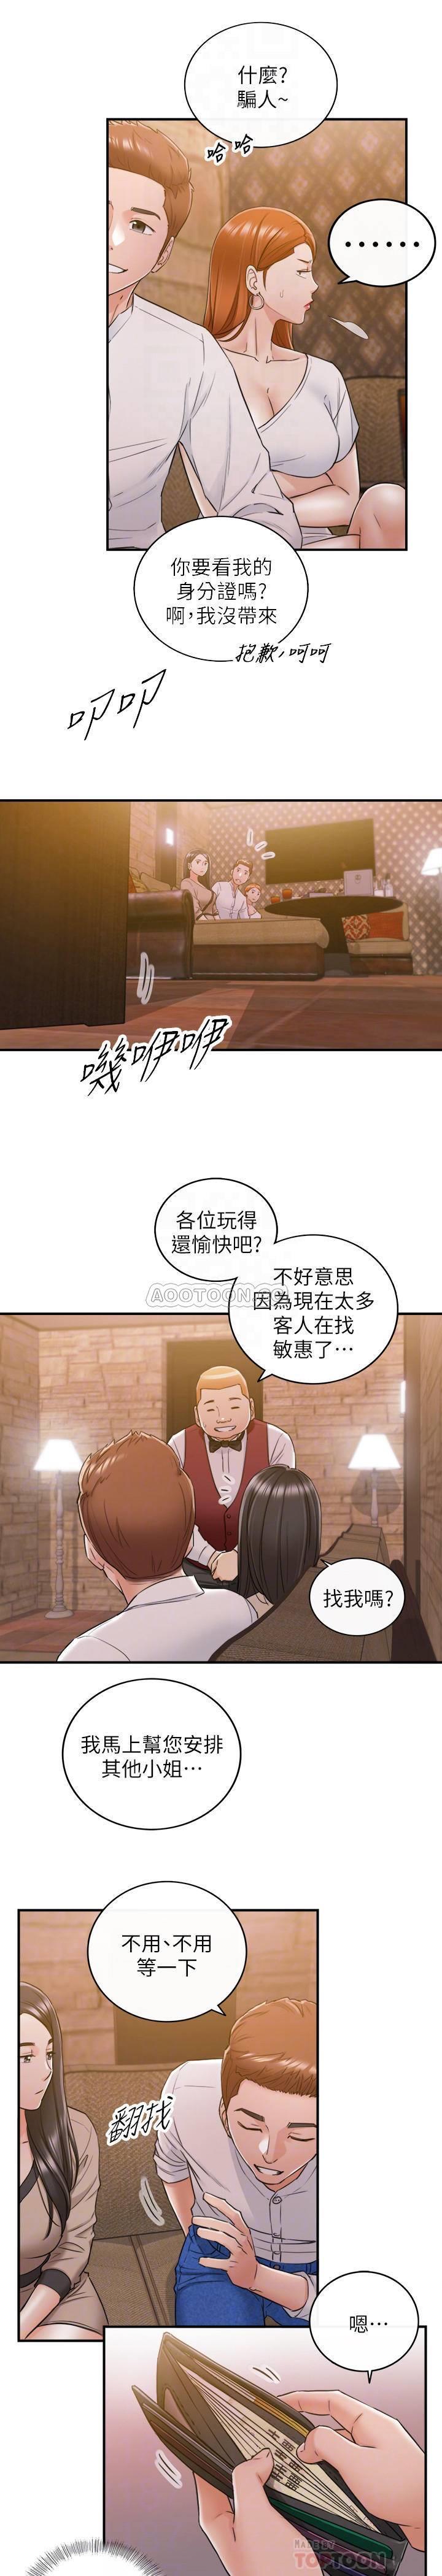 什麼?
騙人~
哈哈
......
你要看我的
身分證嗎?
啊,我沒帶來
抱歉,呵呵
叩叩
嘰咿咿
各位玩得
還愉快吧?
不好意思
因為現在太多
客人在找
敏惠了…
AOOTOON.CO
找我嗎?
我馬上幫您安排
其他小姐…
不用、不用
等一下
翻找
嗯…
MADE BY
TOPTOON